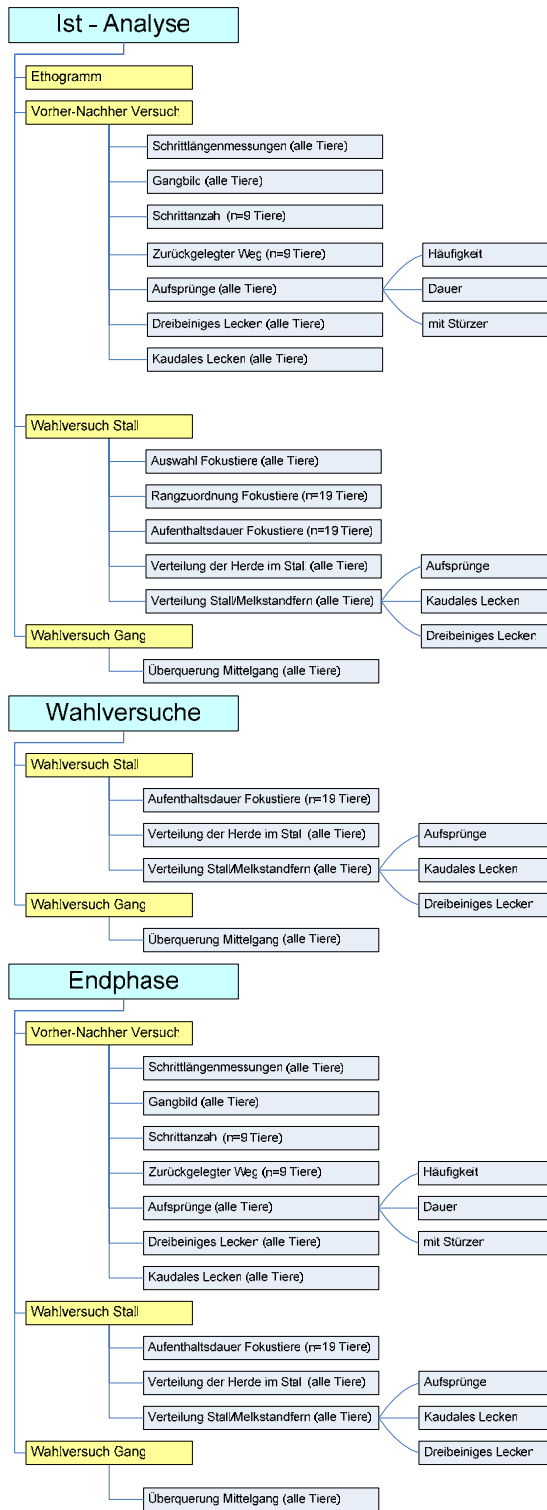 Ist - Analyse
Ethogramm
Vorher-Nachher Versuch
Schrittlängenmessungen (alle Tiere)
Gangbild (alle Tiere)
Schrittanzah (n=9 Tiere)
Zurückgelegter Weg (n=9 Tiere)
Häufigkeit
Aufsprünge (alle Tiere)
Dauer
Dreibeiniges Lecken (alle Tiere)
mit Stürzen
Kaudales Lecken (alle Tiere)
Wahlversuch Stall
Auswahl Fokustiere (alle Tiere)
Rangzuordnung Fokustiere (n=19 Tiere)
Aufenthaltsdauer Fokustiere (n=19 Tiere)
Verteilung der Herde im Stal (alle Tiere)
Aufsprünge
Verteilung Stall/Melkstandfern (alle Tiere)
Kaudales Lecken
Dreibeiniges Lecken
Wahlversuch Gang
Überquerung Mittelgang (alle Tiere)
Wahlversuche
Wahlversuch Stall
Aufenthaltsdauer Fokustiere (n=19 Tiere)
Verteilung der Herde im Stal (alle Tiere)
Aufsprünge
Verteilung Stall/Melkstandfern (alle Tiere)
Kaudales Lecken
Dreibeiniges Lecken
Wahlversuch Gang
Überquerung Mittelgang (alle Tiere)
Endphase
Vorher-Nachher Versuch
Schrittlängenmessungen (alle Tiere)
Gangbild (alle Tiere)
Schrittanzah (n=9 Tiere)
Zurückgelegter Weg (n=9 Tiere)
Häufigkeit
Aufsprünge (alle Tiere)
Dauer
Dreibeiniges Lecken (alle Tiere)
mit Stürzen
Kaudales Lecken (alle Tiere)
Wahlversuch Stall
Aufenthaltsdauer Fokustiere (n=19 Tiere)
Verteilung der Herde im Stal (alle Tiere)
Aufsprünge
Verteilung Stall/Melkstandfern (alle Tiere)
Kaudales Lecken
Dreibeiniges Lecken
Wahlversuch Gang
Überquerung Mittelgang (alle Tiere)